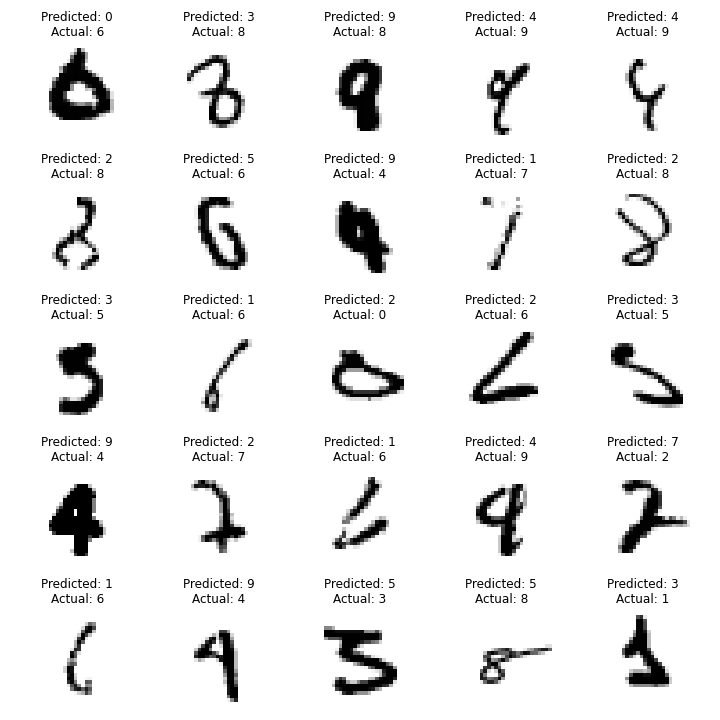 Predicted: 0 Predicted: 3 Predicted: 9 Predicted: 4 Predicted: 4
Actual: 6 Actual: 8 Actual: 8 Actual: 9 Actual: 9
Predicted: 2 Predicted: 5 Predicted: 9 Predicted: 1 Predicted: 2
Actual: 8 Actual: 6 Actual: 4 Actual: 7 Actual: 8
Predicted: 3 Predicted: 1 Predicted: 2 Predicted: 2 Predicted: 3
Actual: 5 Actual: 6 Actual: 0 Actual: 6 Actual: 5
Predicted: 9 Predicted: 2 Predicted: 1 Predicted: 4 Predicted: 7
Actual: 4 Actual: 7 Actual: 6 Actual: 9 Actual: 2
Predicted: 1 Predicted: 9 Predicted: 5 Predicted: 5 Predicted: 3
Actual: 6 Actual: 4 Actual: 3 Actual: 8 Actual: 1